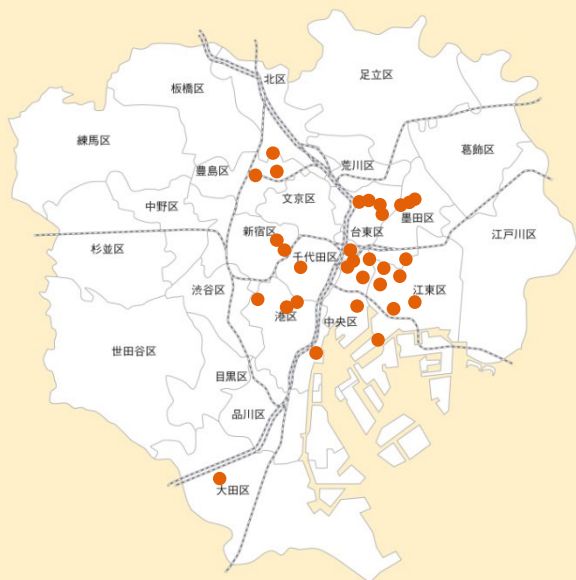 足立区
北区
板橋区
練馬区
葛飾区
荒川区
豊島区
文京区
中野区
墨田区
新宿区
台東区
江戸川区
杉並区
千代田区
渋谷区
江東区
港区
中央区
世田谷区
目黒区
品川区
大田区